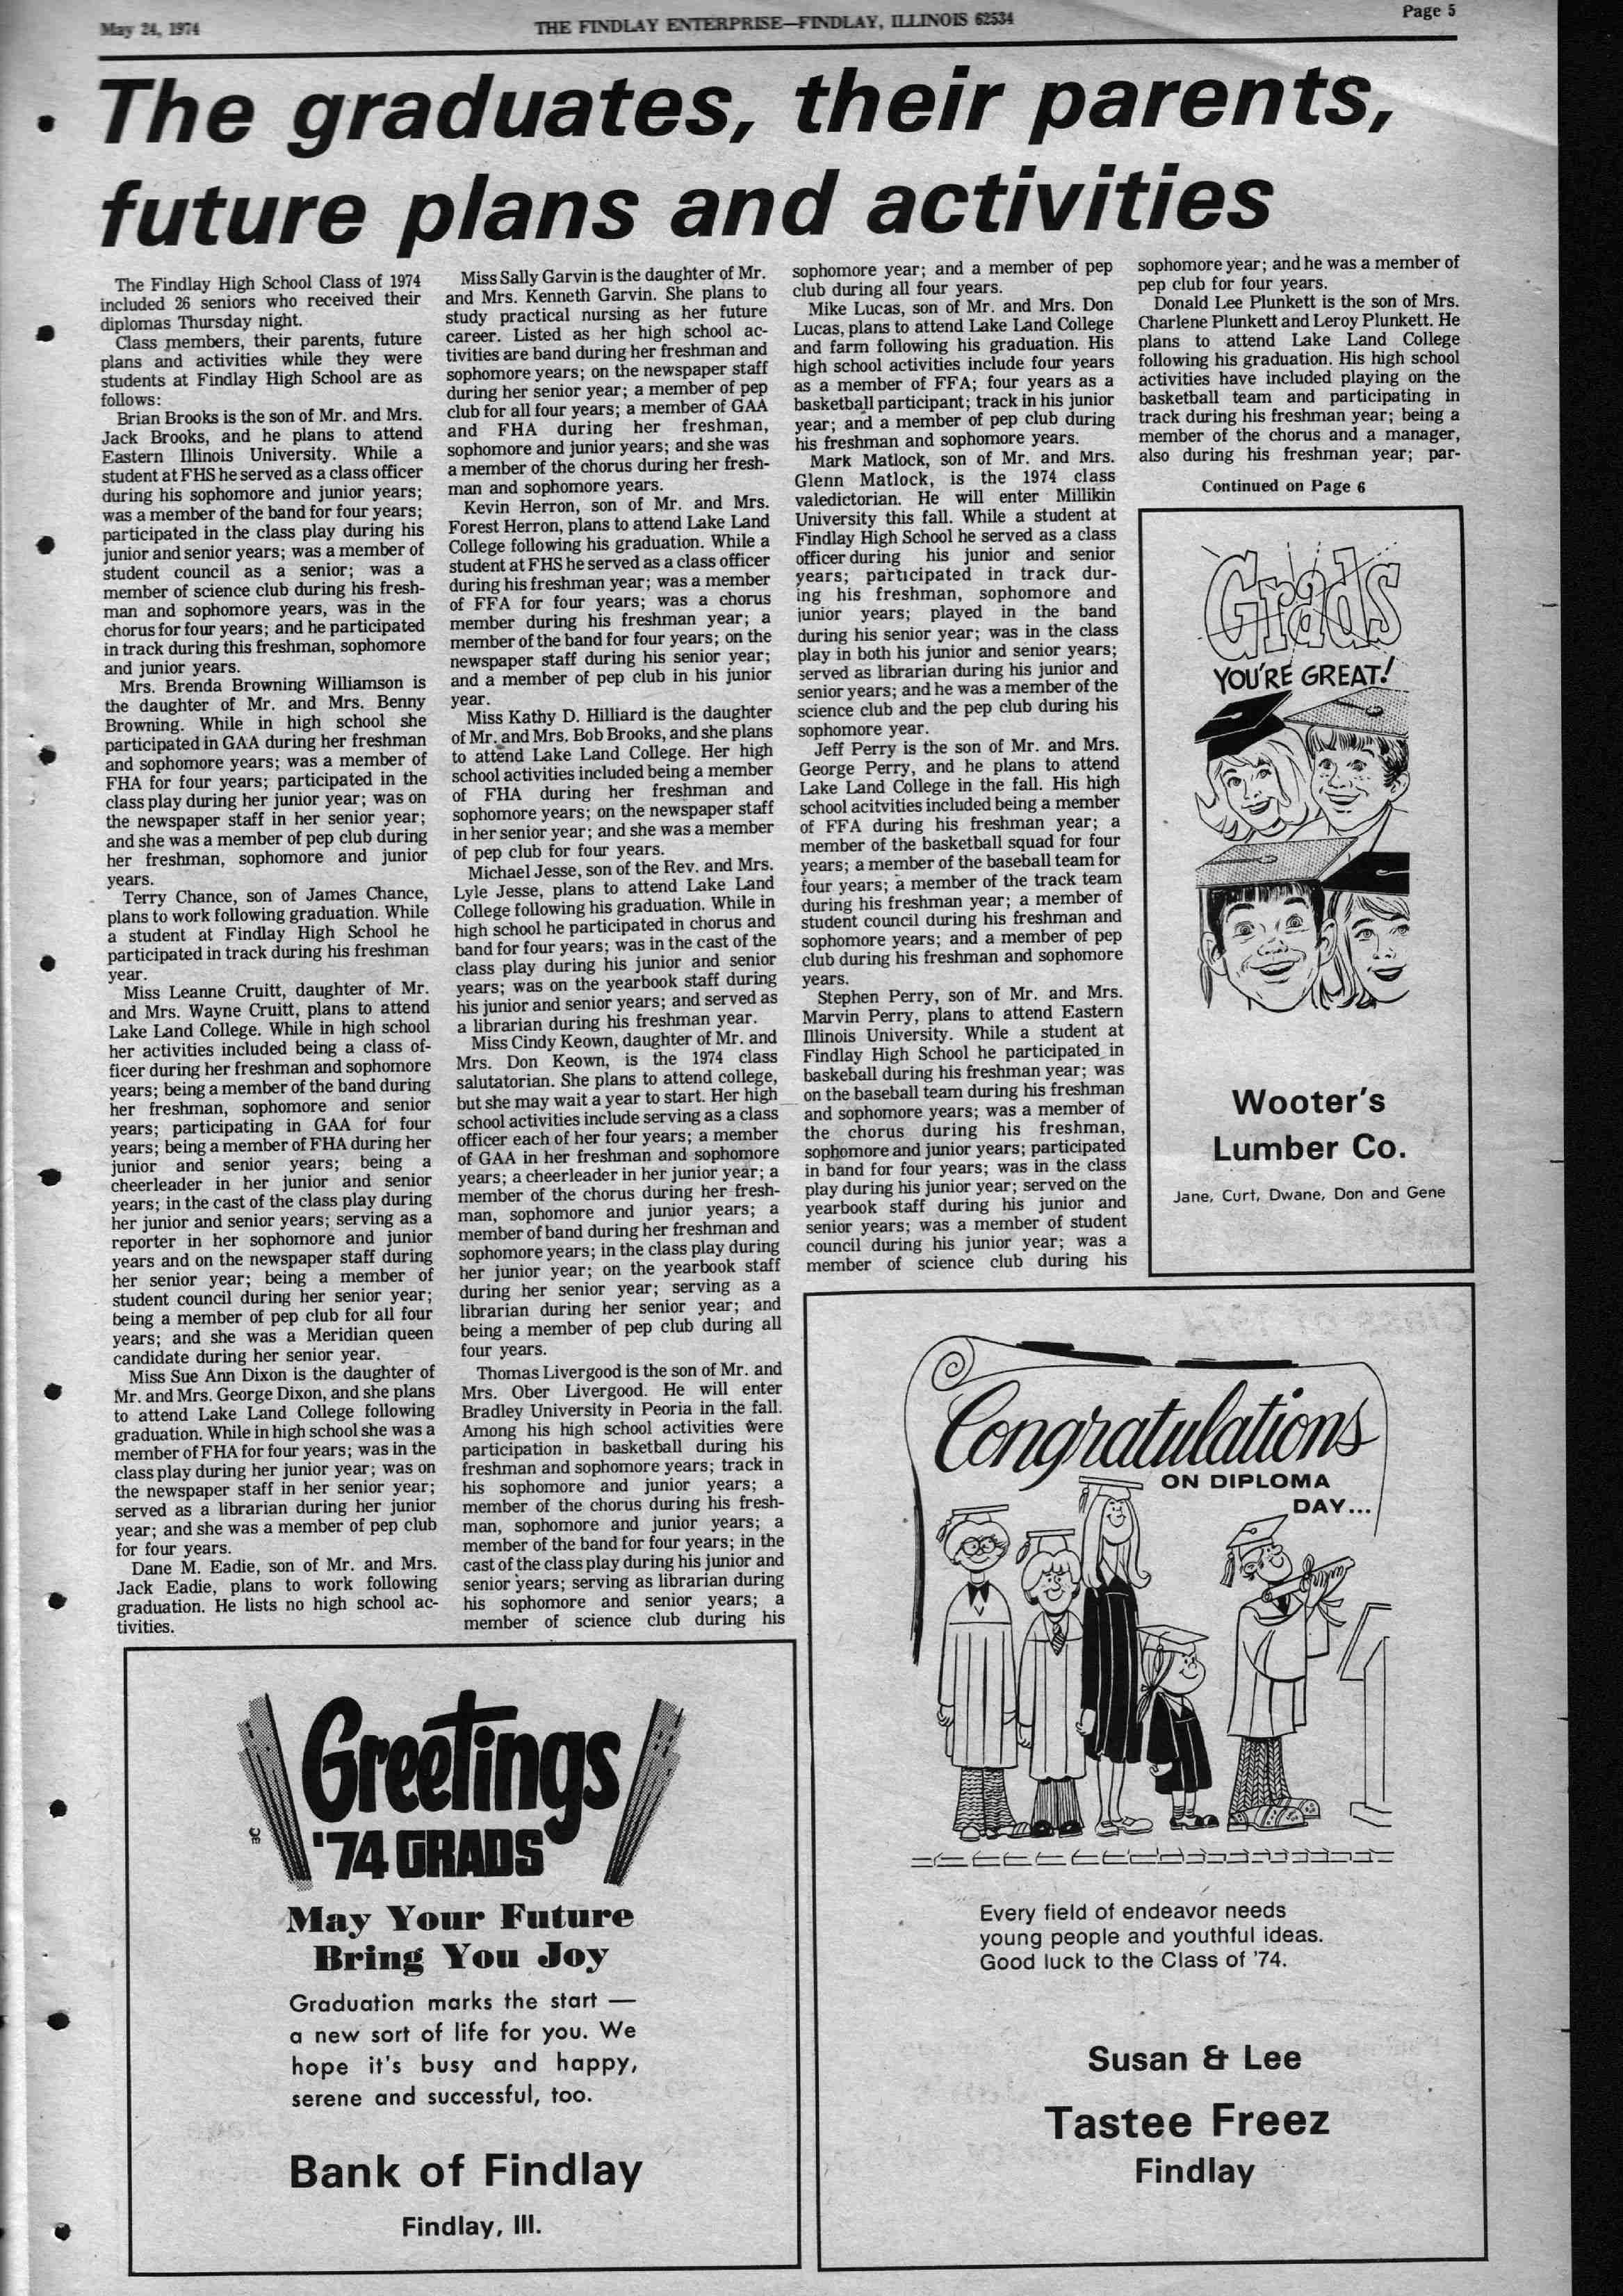 May 24, 1974
THE FINDLAY ENTERPRISE—FINDLAY, ILLINOIS 62534
Page 5
The graduates, their parents,
future plans and activities
The Findlay High School Class of 1974
included 26 seniors who received their
diplomas Thursday night.
Class members, their parents, future
plans and activities while they were
students at Findlay High School are as
follows:
Brian Brooks is the son of Mr. and Mrs.
Jack Brooks, and he plans to attend
Eastern Illinois University. While a
student at FHS he served as a class officer
during his sophomore and junior years;
was a member of the band for four years;
participated in the class play during his
junior and senior years; was a member of
student council as a senior; was a
member of science club during his fresh-
man and sophomore years, was in the
chorus for four years; and he participated
in track during this freshman, sophomore
and junior years.
Mrs. Brenda Browning Williamson is
the daughter of Mr. and Mrs. Benny
Browning. While in high school she
participated in GAA during her freshman
and sophomore years; was a member of
FHA for four years; participated in the
class play during her junior year; was on
the newspaper staff in her senior year;
and she was a member of pep club during
her freshman, sophomore and junior
years.
Terry Chance, son of James Chance,
plans to work following graduation. While
a student at Findlay High School he
participated in track during his freshman
year.
Miss Leanne Cruitt, daughter of Mr.
and Mrs. Wayne Cruitt, plans to attend
Lake Land College. While in high school
her activities included being a class of-
ficer during her freshman and sophomore
years; being a member of the band during
her freshman, sophomore and senior
years; participating in GAA for four
years; being a member of FHA during her
junior and senior years; being a
cheerleader in her junior and senior
years; in the cast of the class play during
her junior and senior years; serving as a
reporter in her sophomore and junior
years and on the newspaper staff during
her senior year; being a member of
student council during her senior year;
being a member of pep club for all four
years; and she was a Meridian queen
candidate during her senior year.
Miss Sue Ann Dixon is the daughter of
Mr. and Mrs. George Dixon, and she plans
to attend Lake Land College following
graduation. While in high school she was a
member of FHA for four years; was in the
class play during her junior year; was on
the newspaper staff in her senior year;
served as a librarian during her junior
year; and she was a member of pep club
for four years.
Dane M. Eadie, son of Mr. and Mrs.
Jack Eadie, plans to work following
graduation. He lists no high school ac-
tivities.
Miss Sally Garvin is the daughter of Mr.
and Mrs. Kenneth Garvin. She plans to
study practical nursing as her future
career. Listed as her high school ac-
tivities are band during her freshman and
sophomore years; on the newspaper staff
during her senior year; a member of pep
club for all four years; a member of GAA
and FHA during her freshman,
sophomore and junior years; and she was
a member of the chorus during her fresh-
man and sophomore years.
Kevin Herron, son of Mr. and Mrs.
Forest Herron, plans to attend Lake Land
College following his graduation. While a
student at FHS he served as a class officer
during his freshman year; was a member
of FFA for four years; was a chorus
member during his freshman year; a
member of the band for four years; on the
newspaper staff during his senior year;
and a member of pep club in his junior
year.
Miss Kathy D. Hilliard is the daughter
of Mr. and Mrs. Bob Brooks, and she plans
to attend Lake Land College. Her high
school activities included being a member
of FHA during her freshman and
sophomore years; on the newspaper staff
in her senior year; and she was a member
of pep club for four years.
Michael Jesse, son of the Rev. and Mrs.
Lyle Jesse, plans to attend Lake Land
College following his graduation. While in
high school he participated in chorus and
band for four years; was in the cast of the
class play during his junior and senior
years; was on the yearbook staff during
his junior and senior years; and served as
a librarian during his freshman year.
Miss Cindy Keown, daughter of Mr. and
Mrs. Don Keown, is the 1974 class
salutatorian. She plans to attend college,
but she may wait a year to start. Her high
school activities include serving as a class
officer each of her four years; a member
of GAA in her freshman and sophomore
years; a cheerleader in her junior year; a
member of the chorus during her fresh-
man, sophomore and junior years; a
member of band during her freshman and
sophomore years; in the class play during
her junior year; on the yearbook staff
during her senior year; serving as a
librarian during her senior year; and
being a member of pep club during all
four years.
Thomas Livergood is the son of Mr. and
Mrs. Ober Livergood. He will enter
Bradley University in Peoria in the fall.
Among his high school activities were
participation in basketball during his
freshman and sophomore years; track in
his sophomore and junior years; a
member of the chorus during his fresh-
man, sophomore and junior years; a
member of the band for four years; in the
cast of the class play during his junior and
senior years; serving as librarian during
his sophomore and senior years; a
member of science club during his
sophomore year; and a member of pep
club during all four years.
Mike Lucas, son of Mr. and Mrs. Don
Lucas, plans to attend Lake Land College
and farm following his graduation. His
high school activities include four years
as a member of FFA; four years as a
basketball participant; track in his junior
year; and a member of pep club during
his freshman and sophomore years.
Mark Matlock, son of Mr. and Mrs.
Glenn Matlock, is the 1974 class
valedictorian. He will enter Millikin
University this fall. While a student at
Findlay High School he served as a class
officer during his junior and senior
years; participated in track dur-
ing his freshman, sophomore and
junior years; played in the band
during his senior year; was in the class
play in both his junior and senior years;
served as librarian during his junior and
senior years; and he was a member of the
science club and the pep club during his
sophomore year.
Jeff Perry is the son of Mr. and Mrs.
George Perry, and he plans to attend
Lake Land College in the fall. His high
school acitvities included being a member
of FFA during his freshman year; a
member of the basketball squad for four
years; a member of the baseball team for
four years; a member of the track team
during his freshman year; a member of
student council during his freshman and
sophomore years; and a member of pep
club during his freshman and sophomore
years.
Stephen Perry, son of Mr. and Mrs.
Marvin Perry, plans to attend Eastern
Illinois University. While a student at
Findlay High School he participated in
baskeball during his freshman year; was
on the baseball team during his freshman
and sophomore years; was a member of
the chorus during his freshman,
sophomore and junior years; participated
in band for four years; was in the class
play during his junior year; served on the
yearbook staff during his junior and
senior years; was a member of student
council during his junior year; was a
member of science club during his
sophomore year; and he was a member of
pep club for four years.
Donald Lee Plunkett is the son of Mrs.
Charlene Plunkett and Leroy Plunkett. He
plans to attend Lake Land College
following his graduation. His high school
activities have included playing on the
basketball team and participating in
track during his freshman year; being a
member of the chorus and a manager,
also during his freshman year; par-
Continued on Page 6
Grads
YOU'RE GREAT!
Wooter's
Lumber Co.
Jane, Curt, Dwane, Don and Gene
Congratulations
ON DIPLOMA
DAY...
Every field of endeavor needs
young people and youthful ideas.
Good luck to the Class of '74.
Susan & Lee
Tastee Freez
Findlay
Greetings
'74 GRADS
May Your Future
Bring You Joy
Graduation marks the start —
a new sort of life for you. We
hope it's busy and happy,
serene and successful, too.
Bank of Findlay
Findlay, Ill.